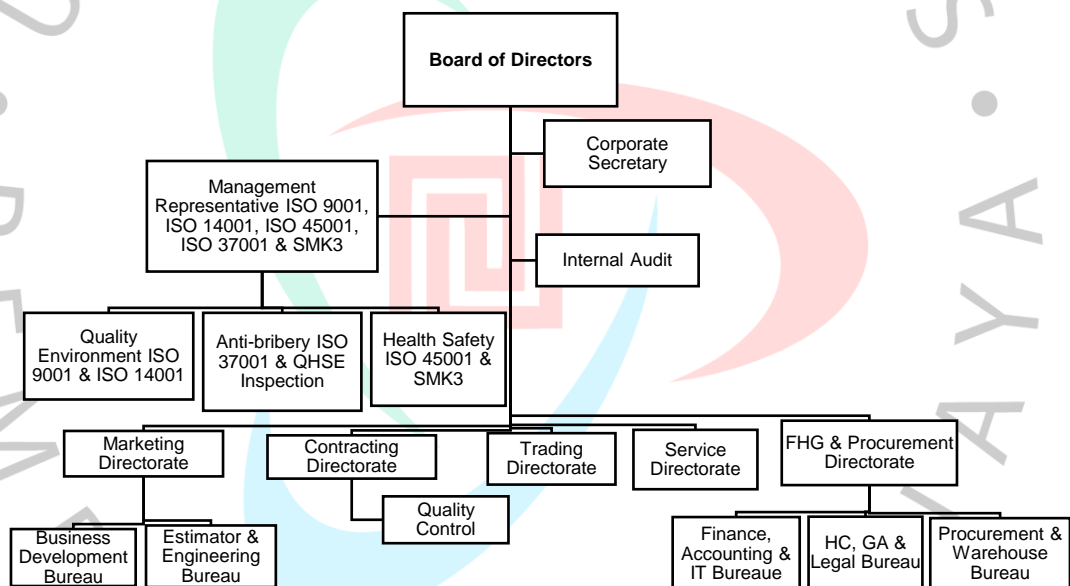 Board of Directors
Corporate
Secretary
Management
Representative ISO 9001,
ISO 14001, ISO 45001,
ISO 37001 & SMK3
Internal Audit
Quality
Environment ISO
9001 & ISO 14001
Anti-bribery ISO
37001 & QHSE
Inspection
Health Safety
ISO 45001 &
SMK3
Marketing
Directorate
Contracting
Directorate
Trading
Directorate
Service
Directorate
FHG & Procurement
Directorate
Quality
Control
Business
Development
Bureau
Estimator &
Engineering
Bureau
Finance,
Accounting &
IT Bureaue
HC, GA &
Legal Bureau
Procurement &
Warehouse
Bureau